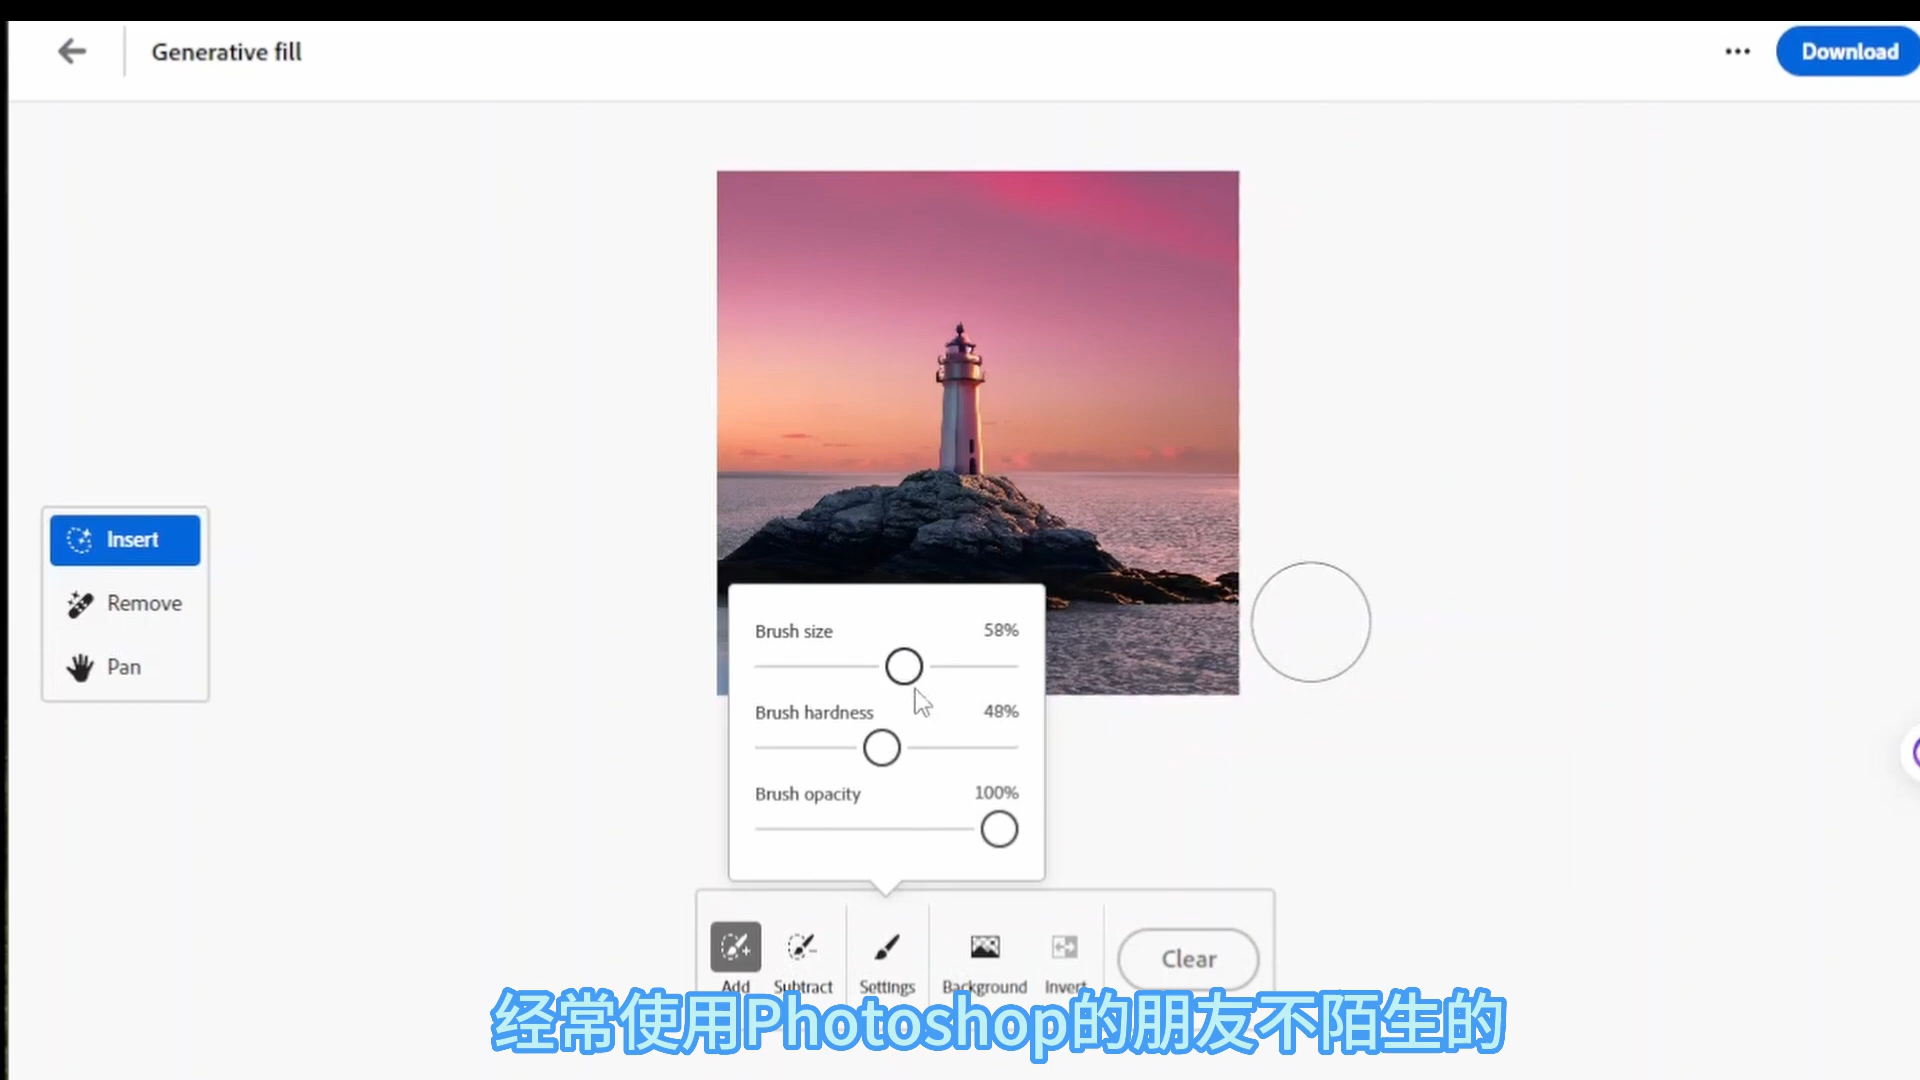 Generative fill
Download
Insert
Remove
Pan
Brush size 58%
Brush hardness 48%
Brush opacity 100%
Add Subtract Settings Background Invert Clear
经常使用Photoshop的朋友不陌生的